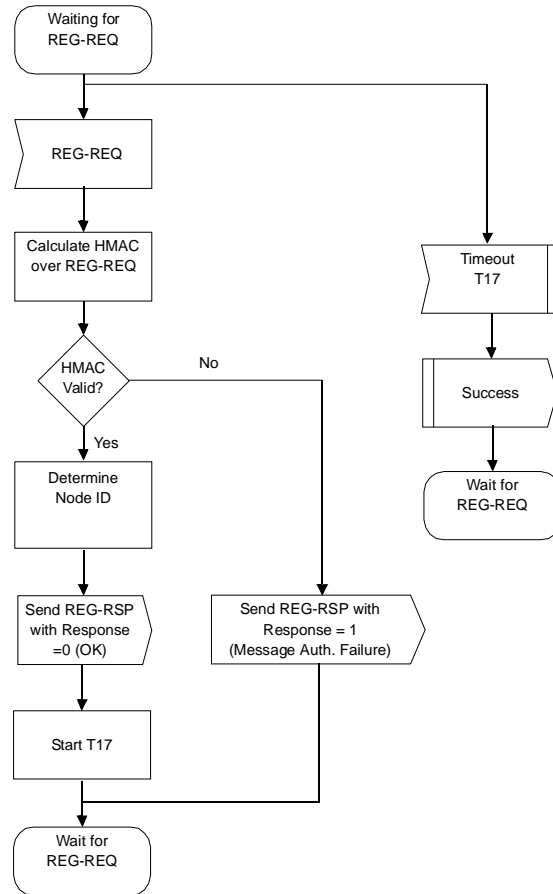 Waiting for
REG-REQ
REG-REQ
Calculate HMAC
over REG-REQ
HMAC
Valid?
No
Yes
Determine
Node ID
Send REG-RSP
with Response
=0 (OK)
Send REG-RSP with
Response = 1
(Message Auth. Failure)
Start T17
Wait for
REG-REQ
Timeout
T17
Success
Wait for
REG-REQ